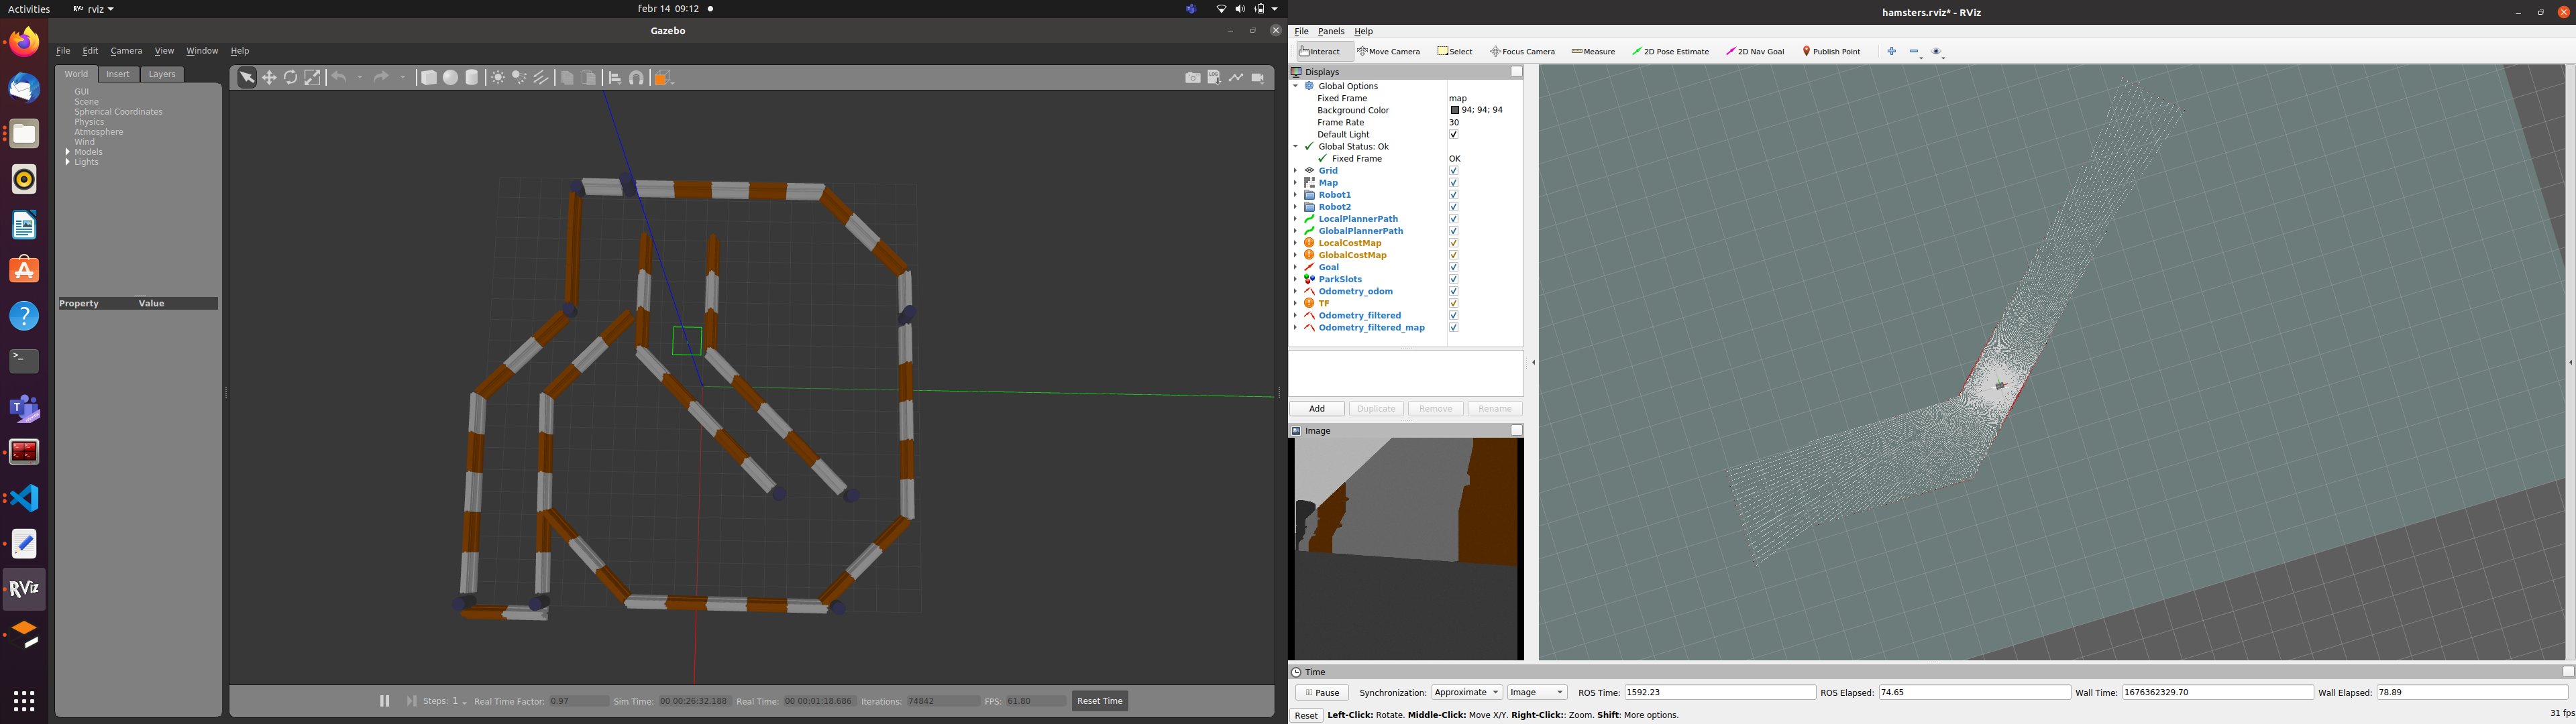 Activities
rviz
febr 14 09:12
Gazebo
File Edit Camera View Window Help
World Insert Layers
GUI
Scene
Spherical Coordinates
Physics
Atmosphere
Wind
Models
Lights
Property Value
Steps: 1 Real Time Factor: 0.97 Sim Time: 00 00:26:32.188 Real Time: 00 00:01:18.686 Iterations: 74842 FPS: 61.80 Reset Time
hamsters.rviz* - RViz
File Panels Help
Interact Move Camera Select Focus Camera Measure 2D Pose Estimate 2D Nav Goal Publish Point
Displays
Global Options
Fixed Frame map
Background Color 94; 94; 94
Frame Rate 30
Default Light
Global Status: Ok
Fixed Frame OK
Grid
Map
Robot1
Robot2
LocalPlannerPath
GlobalPlannerPath
LocalCostMap
GlobalCostMap
Goal
ParkSlots
Odometry_odom
TF
Odometry_filtered
Odometry_filtered_map
Add Duplicate Remove Rename
Image
Time
Pause Synchronization: Approximate Image ROS Time: 1592.23 ROS Elapsed: 74.65 Wall Time: 1676362329.70 Wall Elapsed: 78.89
Reset Left-Click: Rotate. Middle-Click: Move X/Y. Right-Click:: Zoom. Shift: More options. 31 fps
RViz